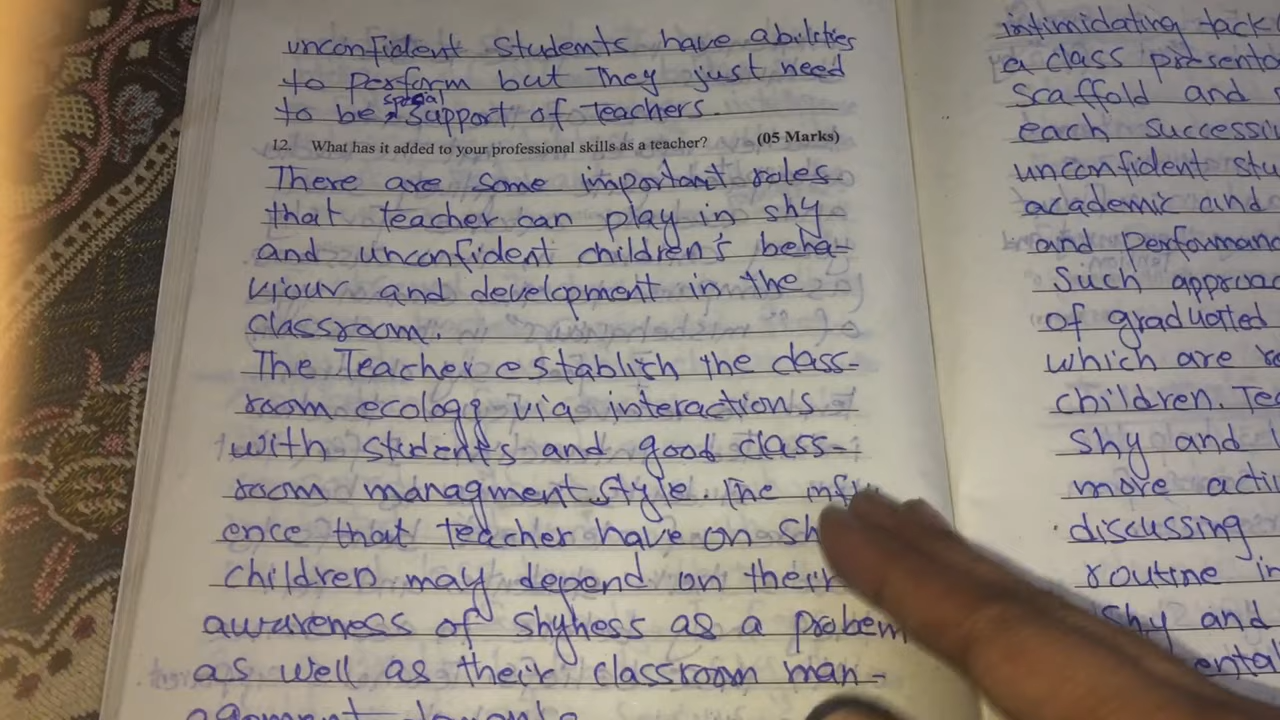 unconfident students have abilities
to perform but they just need
to be special support of teachers.
12. What has it added to your professional skills as a teacher? (05 Marks)
There are some important roles
that teacher can play in shy
and unconfident children's beha-
viour and development in the
classroom.
The Teacher establish the class-
room ecology via interactions
with students and good class-
room managment style. The
ence that teacher have on
children may depend on their
awareness of shyness as a probem
as well as their classroom man-
intimidating
a class
scaffold and
each
unconfident
academic and
and
Such
of graduated
which are
children.
shy and
more
discussing
routine
shy and